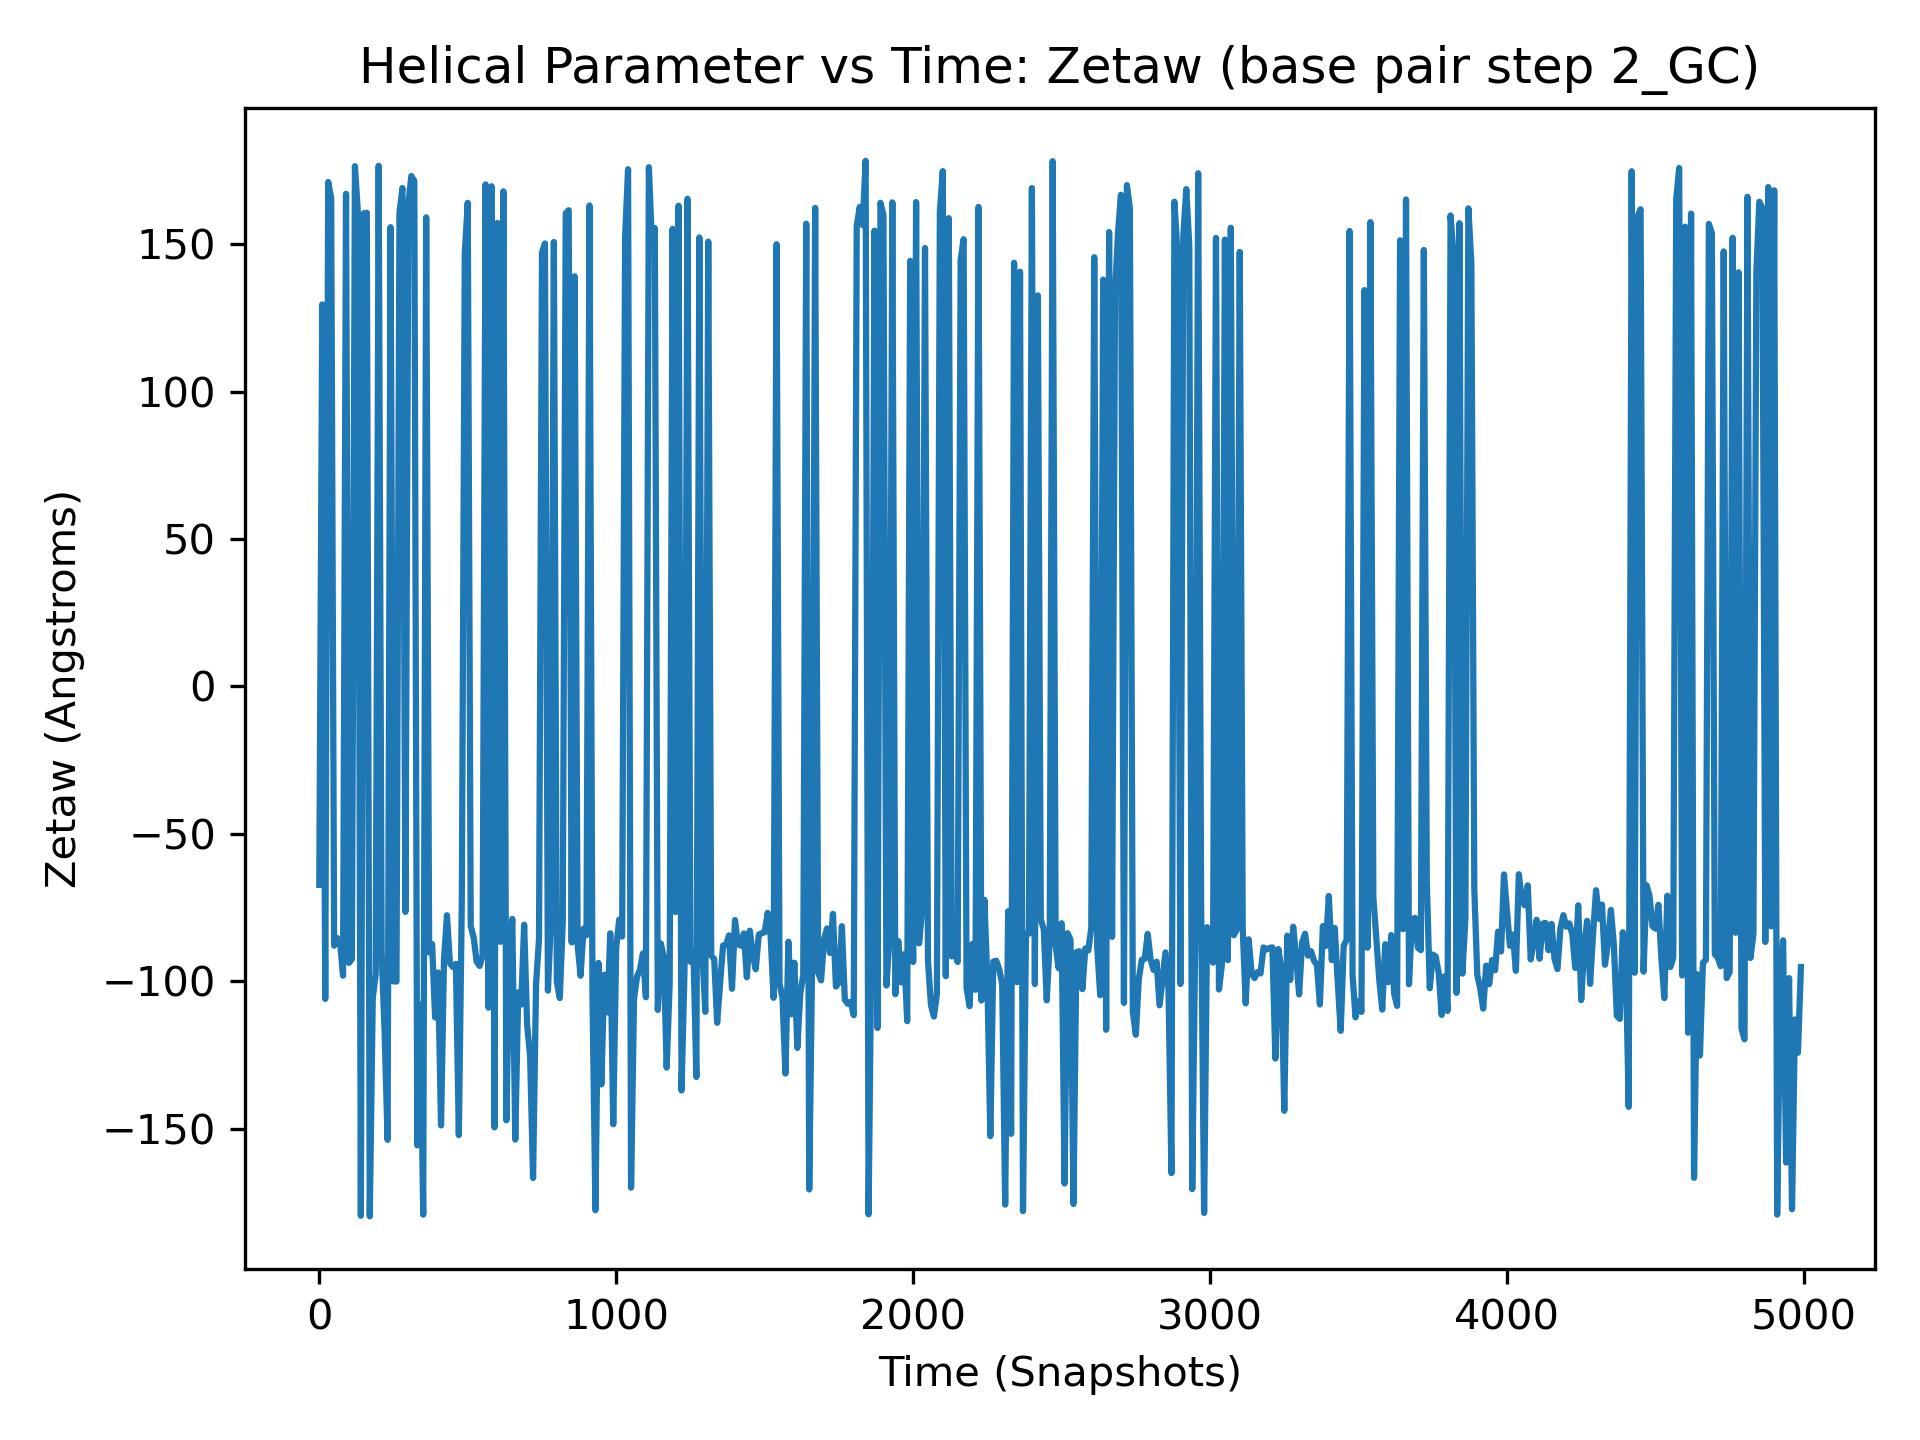 Helical Parameter vs Time: Zetaw (base pair step 2_GC)
150
100
50
0
−50
−100
−150
Zetaw (Angstroms)
0 1000 2000 3000 4000 5000
Time (Snapshots)